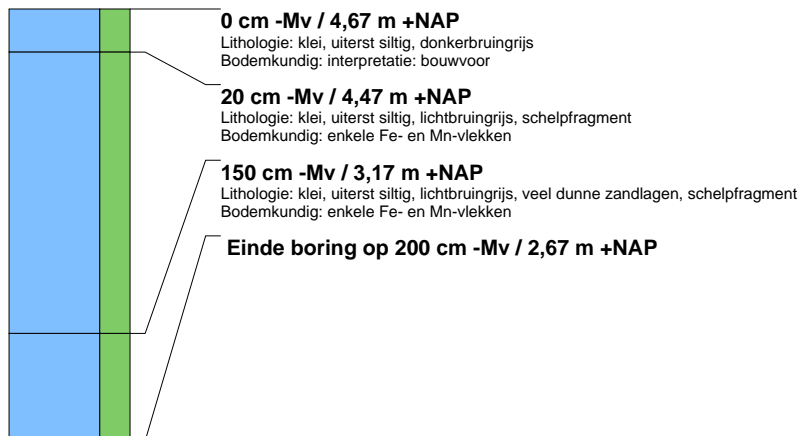 0 cm -Mv / 4,67 m +NAP
Lithologie: klei, uiterst siltig, donkerbruingrijs
Bodemkundig: interpretatie: bouwvoor
20 cm -Mv / 4,47 m +NAP
Lithologie: klei, uiterst siltig, lichtbruingrijs, schelpfragment
Bodemkundig: enkele Fe- en Mn-vlekken
150 cm -Mv / 3,17 m +NAP
Lithologie: klei, uiterst siltig, lichtbruingrijs, veel dunne zandlagen, schelpfragment
Bodemkundig: enkele Fe- en Mn-vlekken
Einde boring op 200 cm -Mv / 2,67 m +NAP